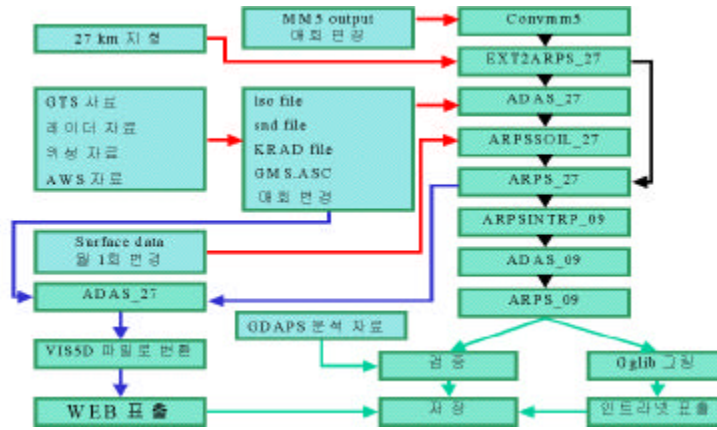 MM5 output
매회 변경
Convmm5
27 km 지형
EXT2ARPS_27
GTS 자료
레이더 자료
위성 자료
AWS 자료
lso file
snd file
KRAD file
GMS.ASC
매회 변경
ADAS_27
ARPSSOIL_27
ARPS_27
ARPSINTRP_09
Surface data
월 1회 변경
ADAS_09
ADAS_27
ARPS_09
GDAPS 분석 자료
VIS5D 파일로 변환
검증
Gglib 그림
WEB 표출
저장
인트라넷 표출